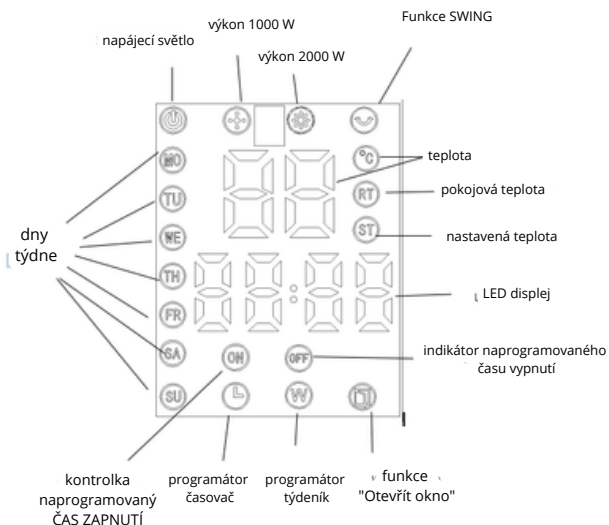 Funkce SWING
výkon 1000 W
napájecí světlo
výkon 2000 W
°C
teplota
MO
RT
pokojová teplota
TU
ST
nastavená teplota
WE
dny
týdne
TH
LED displej
FR
SA
ON
OFF
indikátor naprogramovaného
času vypnutí
SU
W
kontrolka
naprogramovaný
ČAS ZAPNUTÍ
programátor
časovač
programátor
týdeník
funkce
"Otevřít okno"